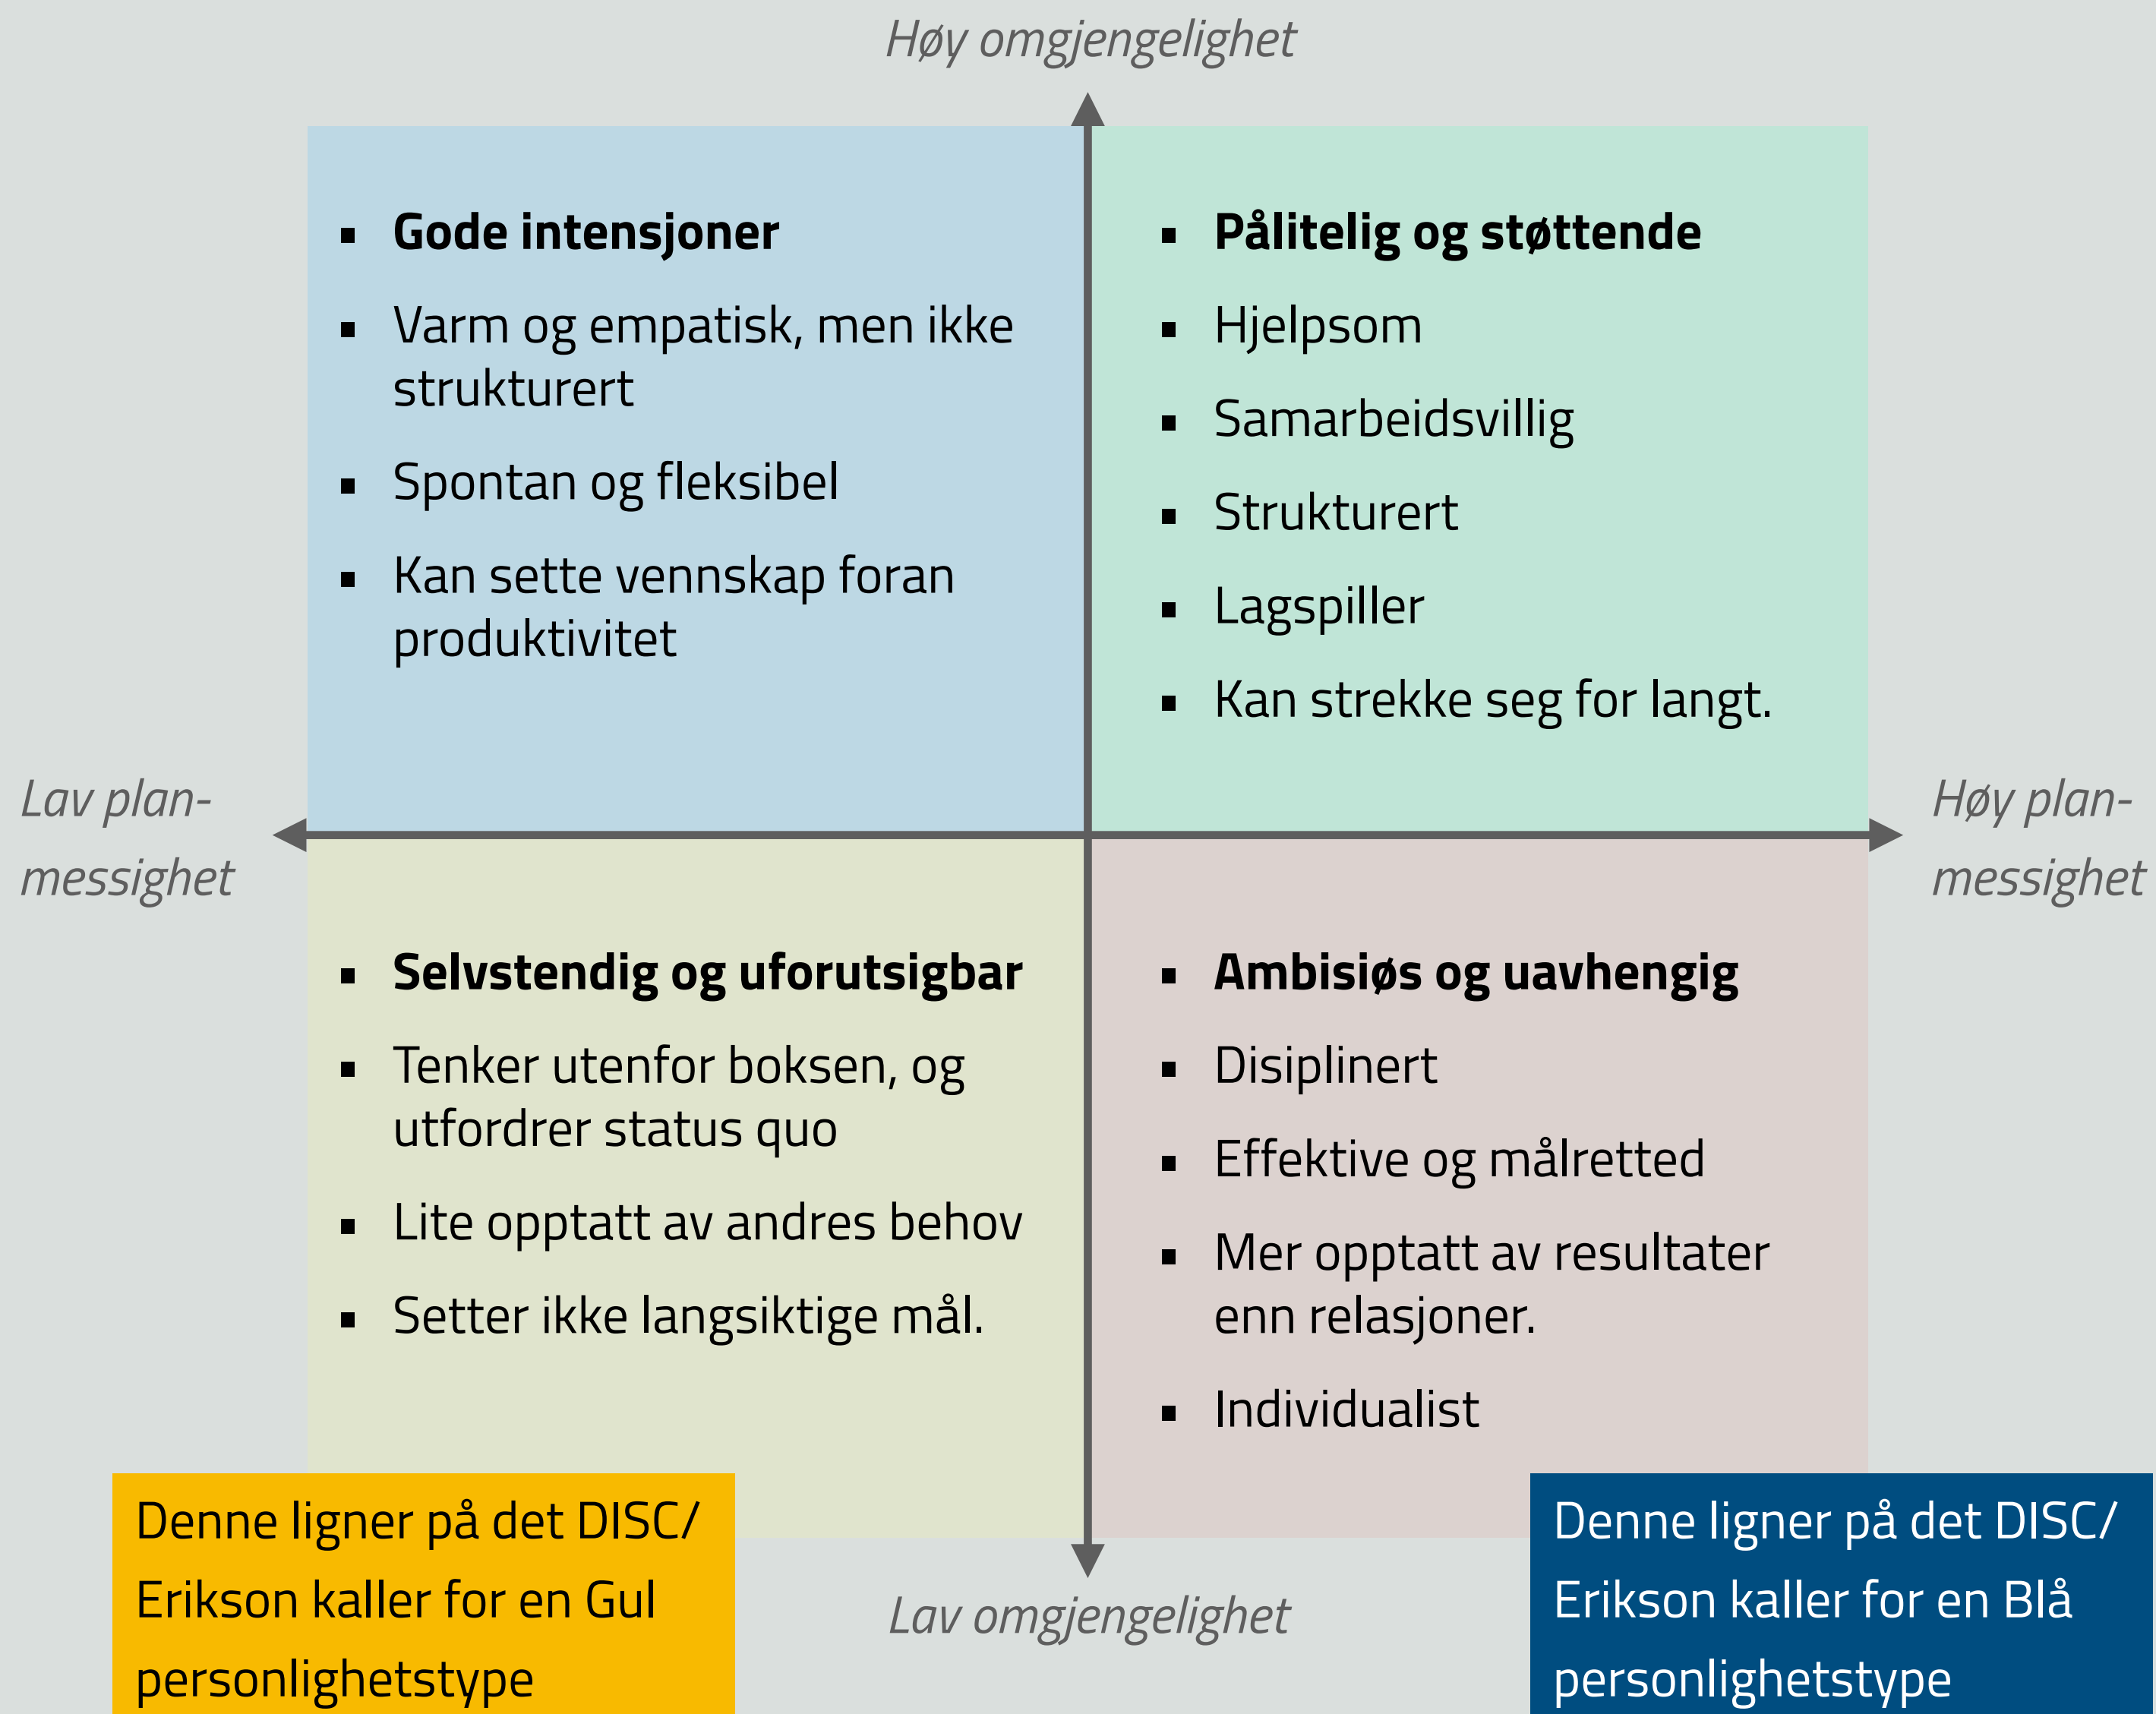 Høy omgjengelighet
Gode intensjoner
Varm og empatisk, men ikke
strukturert
Spontan og fleksibel
Kan sette vennskap foran
produktivitet
Pålitelig og støttende
Hjelpsom
Samarbeidsvillig
Strukturert
Lagspiller
Kan strekke seg for langt.
Lav plan-
messighet
Høy plan-
messighet
Selvstendig og uforutsigbar
Tenker utenfor boksen, og
utfordrer status quo
Lite opptatt av andres behov
Setter ikke langsiktige mål.
Ambisiøs og uavhengig
Disiplinert
Effektive og målretted
Mer opptatt av resultater
enn relasjoner.
Individualist
Denne ligner på det DISC/
Erikson kaller for en Gul
personlighetstype
Lav omgjengelighet
Denne ligner på det DISC/
Erikson kaller for en Blå
personlighetstype